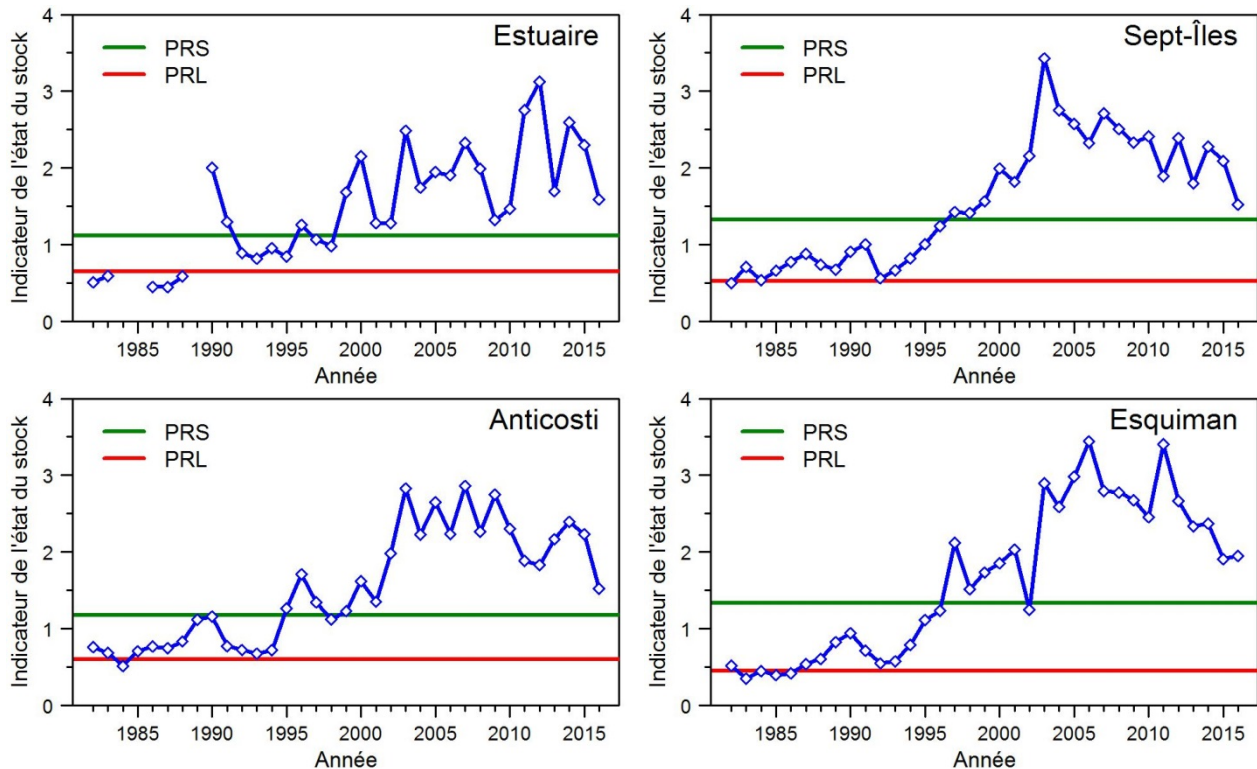 Estuaire
PRS
PRL
Indicateur de l'état du stock
4
3
2
1
0
1985 1990 1995 2000 2005 2010 2015
Année
Sept-Îles
PRS
PRL
Indicateur de l'état du stock
4
3
2
1
0
1985 1990 1995 2000 2005 2010 2015
Année
Anticosti
PRS
PRL
Indicateur de l'état du stock
4
3
2
1
0
1985 1990 1995 2000 2005 2010 2015
Année
Esquiman
PRS
PRL
Indicateur de l'état du stock
4
3
2
1
0
1985 1990 1995 2000 2005 2010 2015
Année